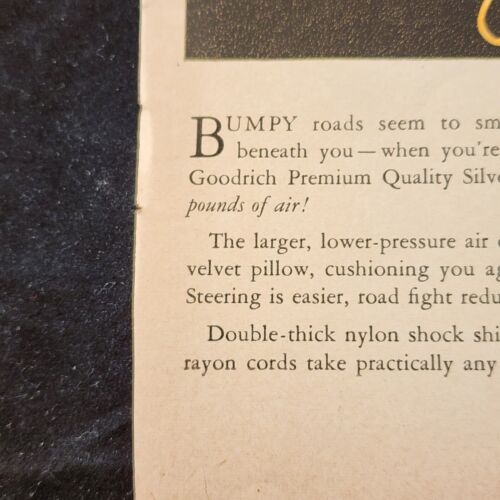 BUMPY roads seem to sm
beneath you — when you're
Goodrich Premium Quality Silv
pounds of air!
The larger, lower-pressure air
velvet pillow, cushioning you ag
Steering is easier, road fight redu
Double-thick nylon shock shi
rayon cords take practically any